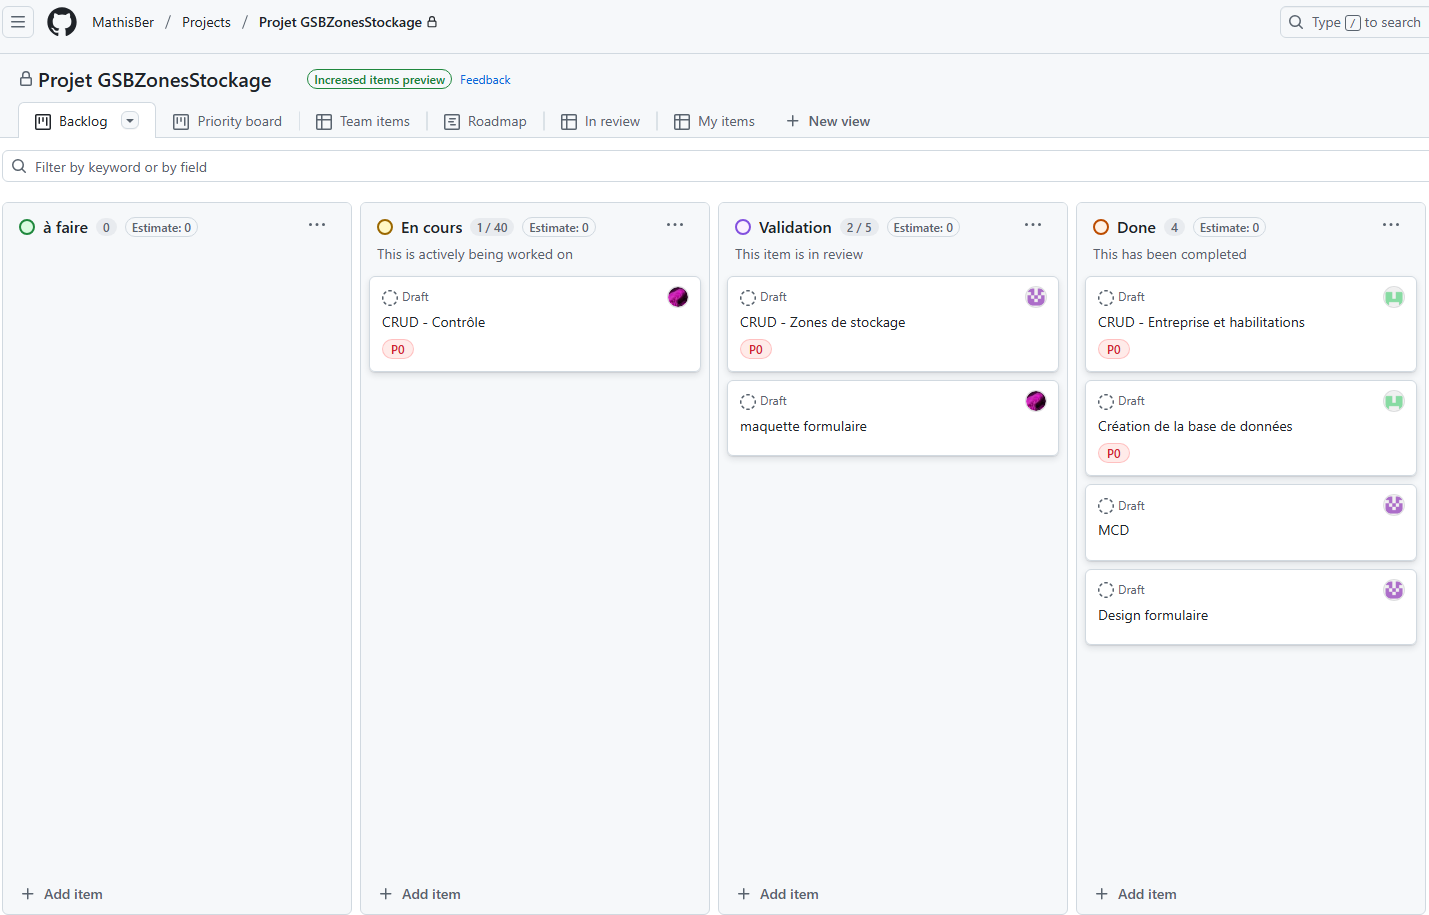 MathisBer / Projects / Projet GSBZonesStockage
Type / to search
Projet GSBZonesStockage
Increased items preview
Feedback
Backlog
Priority board
Team items
Roadmap
In review
My items
+ New view
Filter by keyword or by field
à faire 0 Estimate: 0
+ Add item
En cours 1 / 40 Estimate: 0
This is actively being worked on
Draft
CRUD - Contrôle
P0
+ Add item
Validation 2 / 5 Estimate: 0
This item is in review
Draft
CRUD - Zones de stockage
P0
Draft
maquette formulaire
+ Add item
Done 4 Estimate: 0
This has been completed
Draft
CRUD - Entreprise et habilitations
P0
Draft
Création de la base de données
P0
Draft
MCD
Draft
Design formulaire
+ Add item